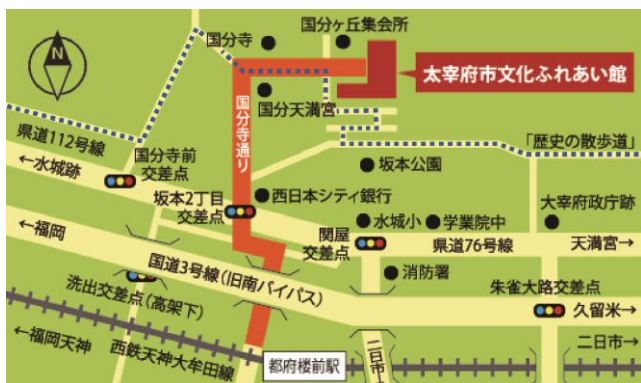 国分ヶ丘集会所
国分寺
N
太宰府市文化ふれあい館
国分天満宮
国分寺通り
県道112号線
「歴史の散歩道」
←水城跡
国分寺前
交差点
坂本公園
坂本2丁目
交差点
西日本シティ銀行
大宰府政庁跡
水城小
学業院中
←福岡
関屋
交差点
県道76号線
天満宮→
国道3号線(旧南バイパス)
消防署
洗出交差点(高架下)
朱雀大路交差点
久留米→
←福岡天神
西鉄天神大牟田線
都府楼前駅
二日市→
二日市→